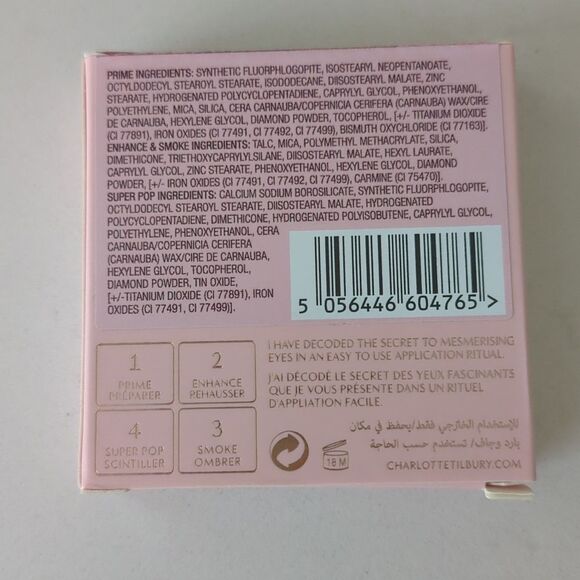 PRIME INGREDIENTS: SYNTHETIC FLUORPHLOGOPITE, ISOSTEARYL NEOPENTANOATE,
OCTYLDODECYL STEAROYL STEARATE, ISODODECANE, DIISOSTEARYL MALATE, ZINC
STEARATE, HYDROGENATED POLYCYCLOPENTADIENE, CAPRYLYL GLYCOL, PHENOXYETHANOL,
POLYETHYLENE, MICA, SILICA, CERA CARNAUBA/COPERNICIA CERIFERA (CARNAUBA) WAX/CIRE
DE CARNAUBA, HEXYLENE GLYCOL, DIAMOND POWDER, TOCOPHEROL, [+/- TITANIUM DIOXIDE
(CI 77891), IRON OXIDES (CI 77491, CI 77492, CI 77499), BISMUTH OXYCHLORIDE (CI 77163)].
ENHANCE & SMOKE INGREDIENTS: TALC, MICA, POLYMETHYL METHACRYLATE, SILICA,
DIMETHICONE, TRIETHOXYCAPRYLYLSILANE, DIISOSTEARYL MALATE, HEXYL LAURATE,
CAPRYLYL GLYCOL, ZINC STEARATE, PHENOXYETHANOL, HEXYLENE GLYCOL, DIAMOND
POWDER, [+/- IRON OXIDES (CI 77491, CI 77492, CI 77499), CARMINE (CI 75470)].
SUPER POP INGREDIENTS: CALCIUM SODIUM BOROSILICATE, SYNTHETIC FLUORPHLOGOPITE,
OCTYLDODECYL STEAROYL STEARATE, DIISOSTEARYL MALATE, HYDROGENATED
POLYCYCLOPENTADIENE, DIMETHICONE, HYDROGENATED POLYISOBUTENE, CAPRYLYL GLYCOL,
POLYETHYLENE, PHENOXYETHANOL, CERA
CARNAUBA/COPERNICIA CERIFERA
(CARNAUBA) WAX/CIRE DE CARNAUBA,
HEXYLENE GLYCOL, TOCOPHEROL,
DIAMOND POWDER, TIN OXIDE,
[+/-TITANIUM DIOXIDE (CI 77891), IRON
OXIDES (CI 77491, CI 77492, CI 77499)].
5 056446 604765 >
1
PRIME
PRÉPARER
2
ENHANCE
REHAUSSER
4
SUPER POP
SCINTILLER
3
SMOKE
OMBRER
I HAVE DECODED THE SECRET TO MESMERISING
EYES IN AN EASY TO USE APPLICATION RITUAL.
J'AI DÉCODÉ LE SECRET DES YEUX FASCINANTS
QUE JE VOUS PRÉSENTE DANS UN RITUEL
D'APPLIATION FACILE.
للإستخدام الخارجي فقط/يحفظ في مكان
بارد وجاف/ تستخدم حسب الحاجة
18 M
CHARLOTTETILBURY.COM